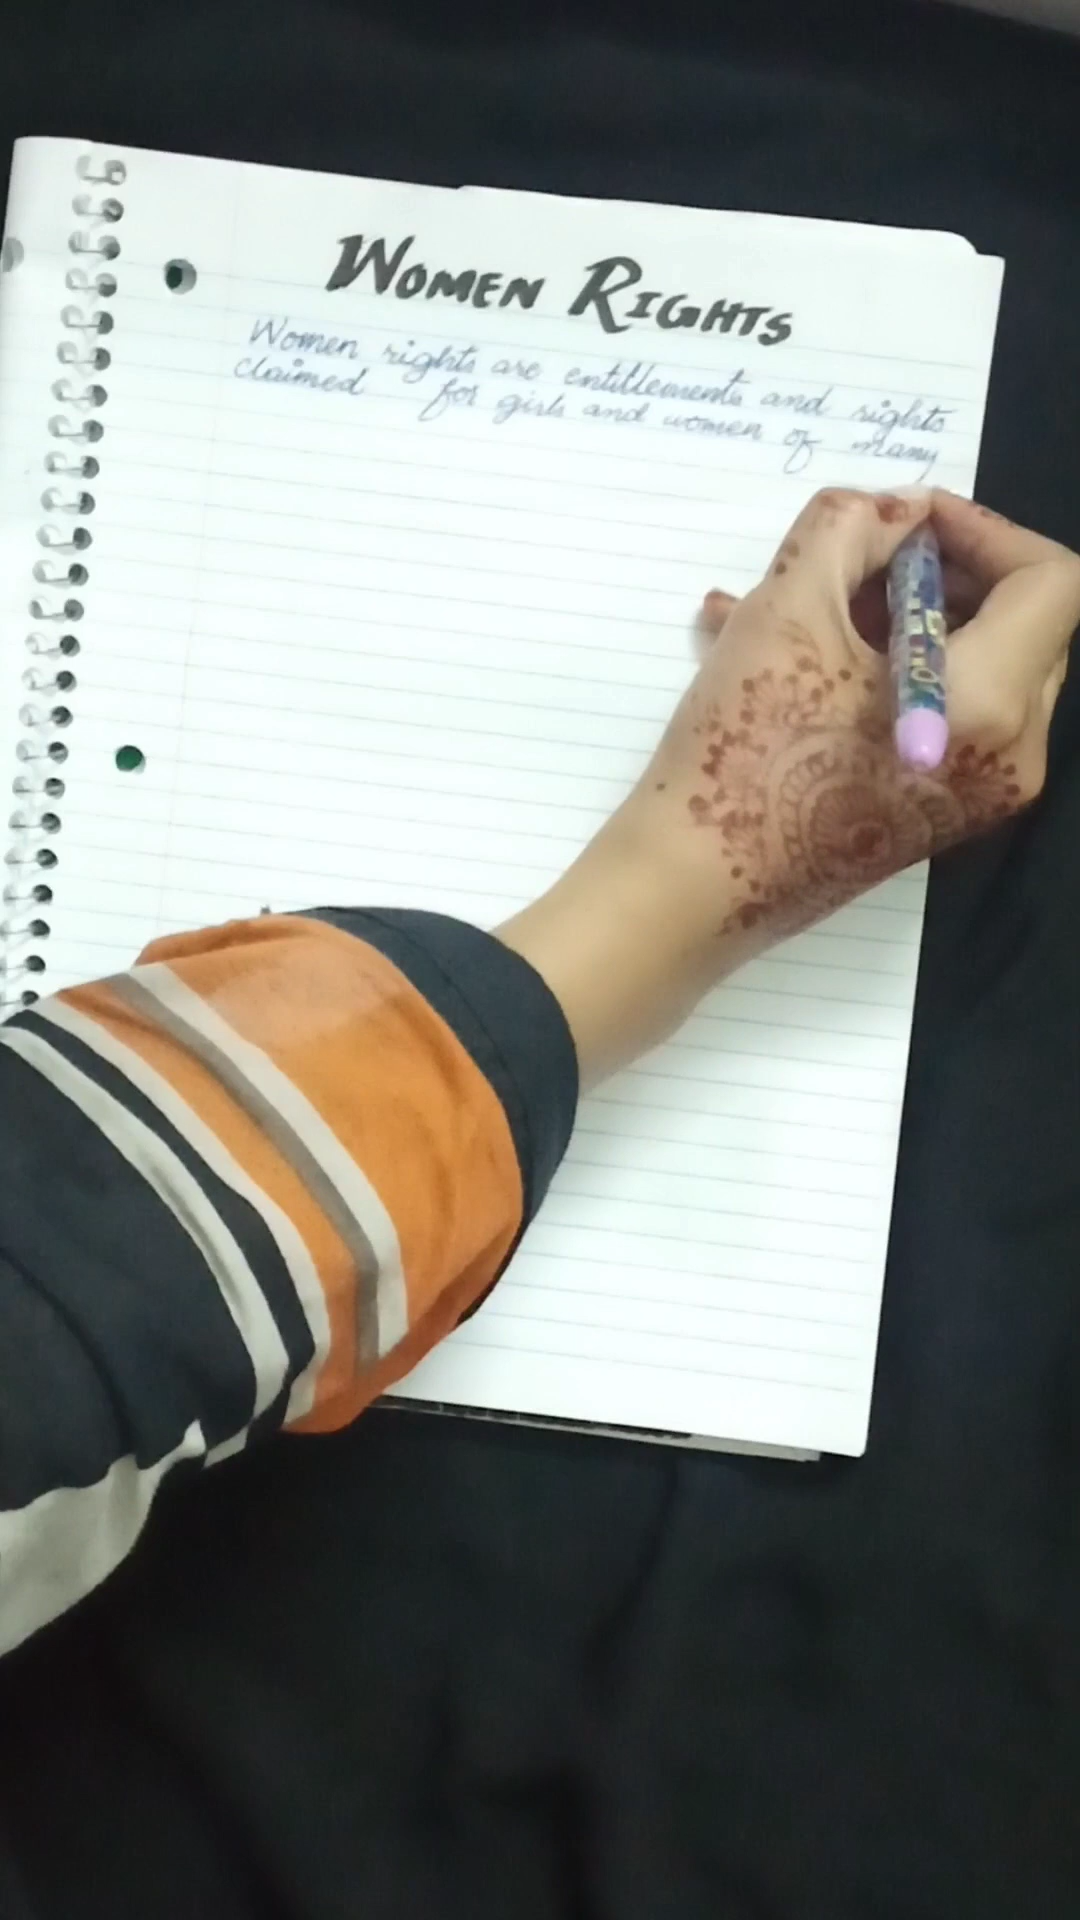 WOMEN RIGHTS
Women rights are entitlements and rights
claimed for girls and women of many